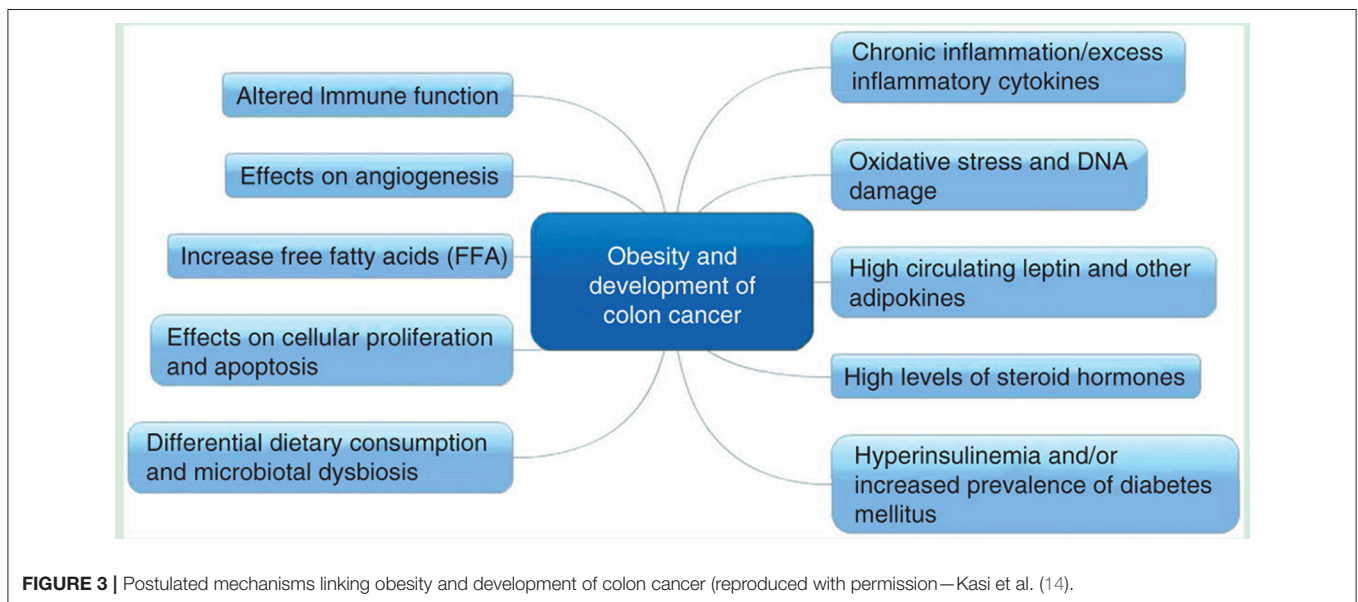 Altered Immune function
Effects on angiogenesis
Increase free fatty acids (FFA)
Effects on cellular proliferation
and apoptosis
Differential dietary consumption
and microbiotal dysbiosis
Obesity and
development of
colon cancer
Chronic inflammation/excess
inflammatory cytokines
Oxidative stress and DNA
damage
High circulating leptin and other
adipokines
High levels of steroid hormones
Hyperinsulinemia and/or
increased prevalence of diabetes
mellitus
FIGURE 3 | Postulated mechanisms linking obesity and development of colon cancer (reproduced with permission—Kasi et al. (14).